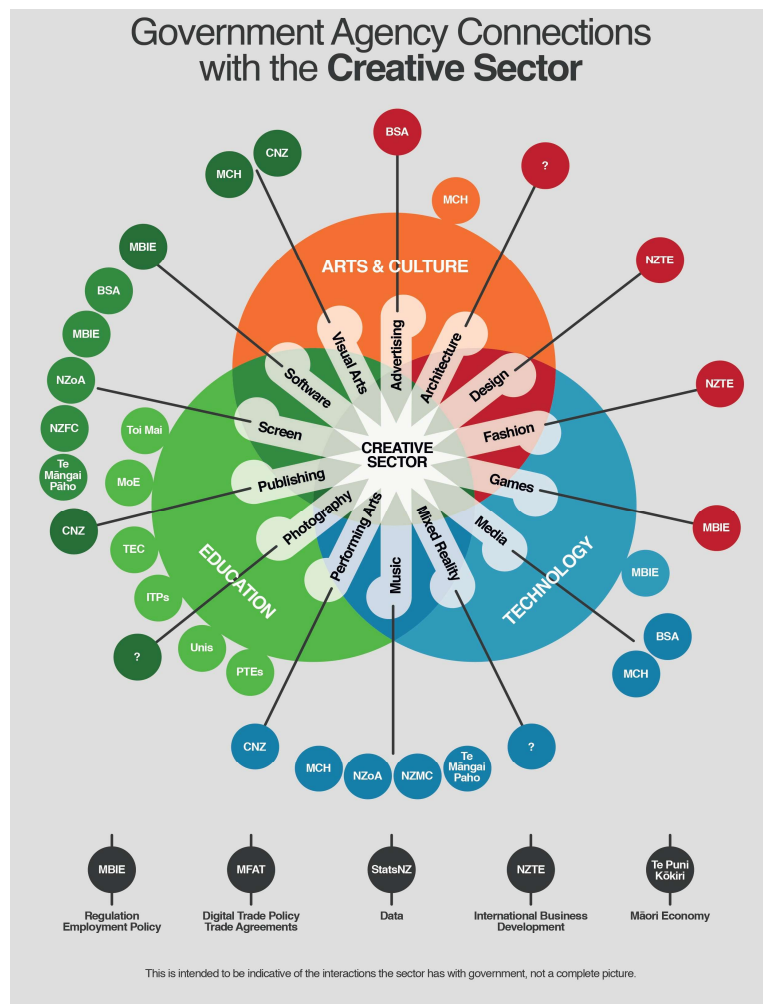 Government Agency Connections
with the Creative Sector
BSA
CNZ
MCH
?
MCH
MBIE
NZTE
ARTS & CULTURE
BSA
MBIE
NZoA
NZTE
NZFC
Toi Mai
Te
Māngai
Pāho
MoE
CNZ
MBIE
TEC
ITPs
MBIE
?
Unis
PTEs
BSA
MCH
EDUCATION
TECHNOLOGY
Visual Arts
Advertising
Architecture
Software
Design
Screen
Fashion
CREATIVE
SECTOR
Publishing
Games
Photography
Media
Performing Arts
Music
Mixed Reality
CNZ
MCH
NZoA
NZMC
Te
Māngai
Paho
?
MBIE
Regulation
Employment Policy
MFAT
Digital Trade Policy
Trade Agreements
StatsNZ
Data
NZTE
International Business
Development
Te Puni
Kōkiri
Māori Economy
This is intended to be indicative of the interactions the sector has with government, not a complete picture.